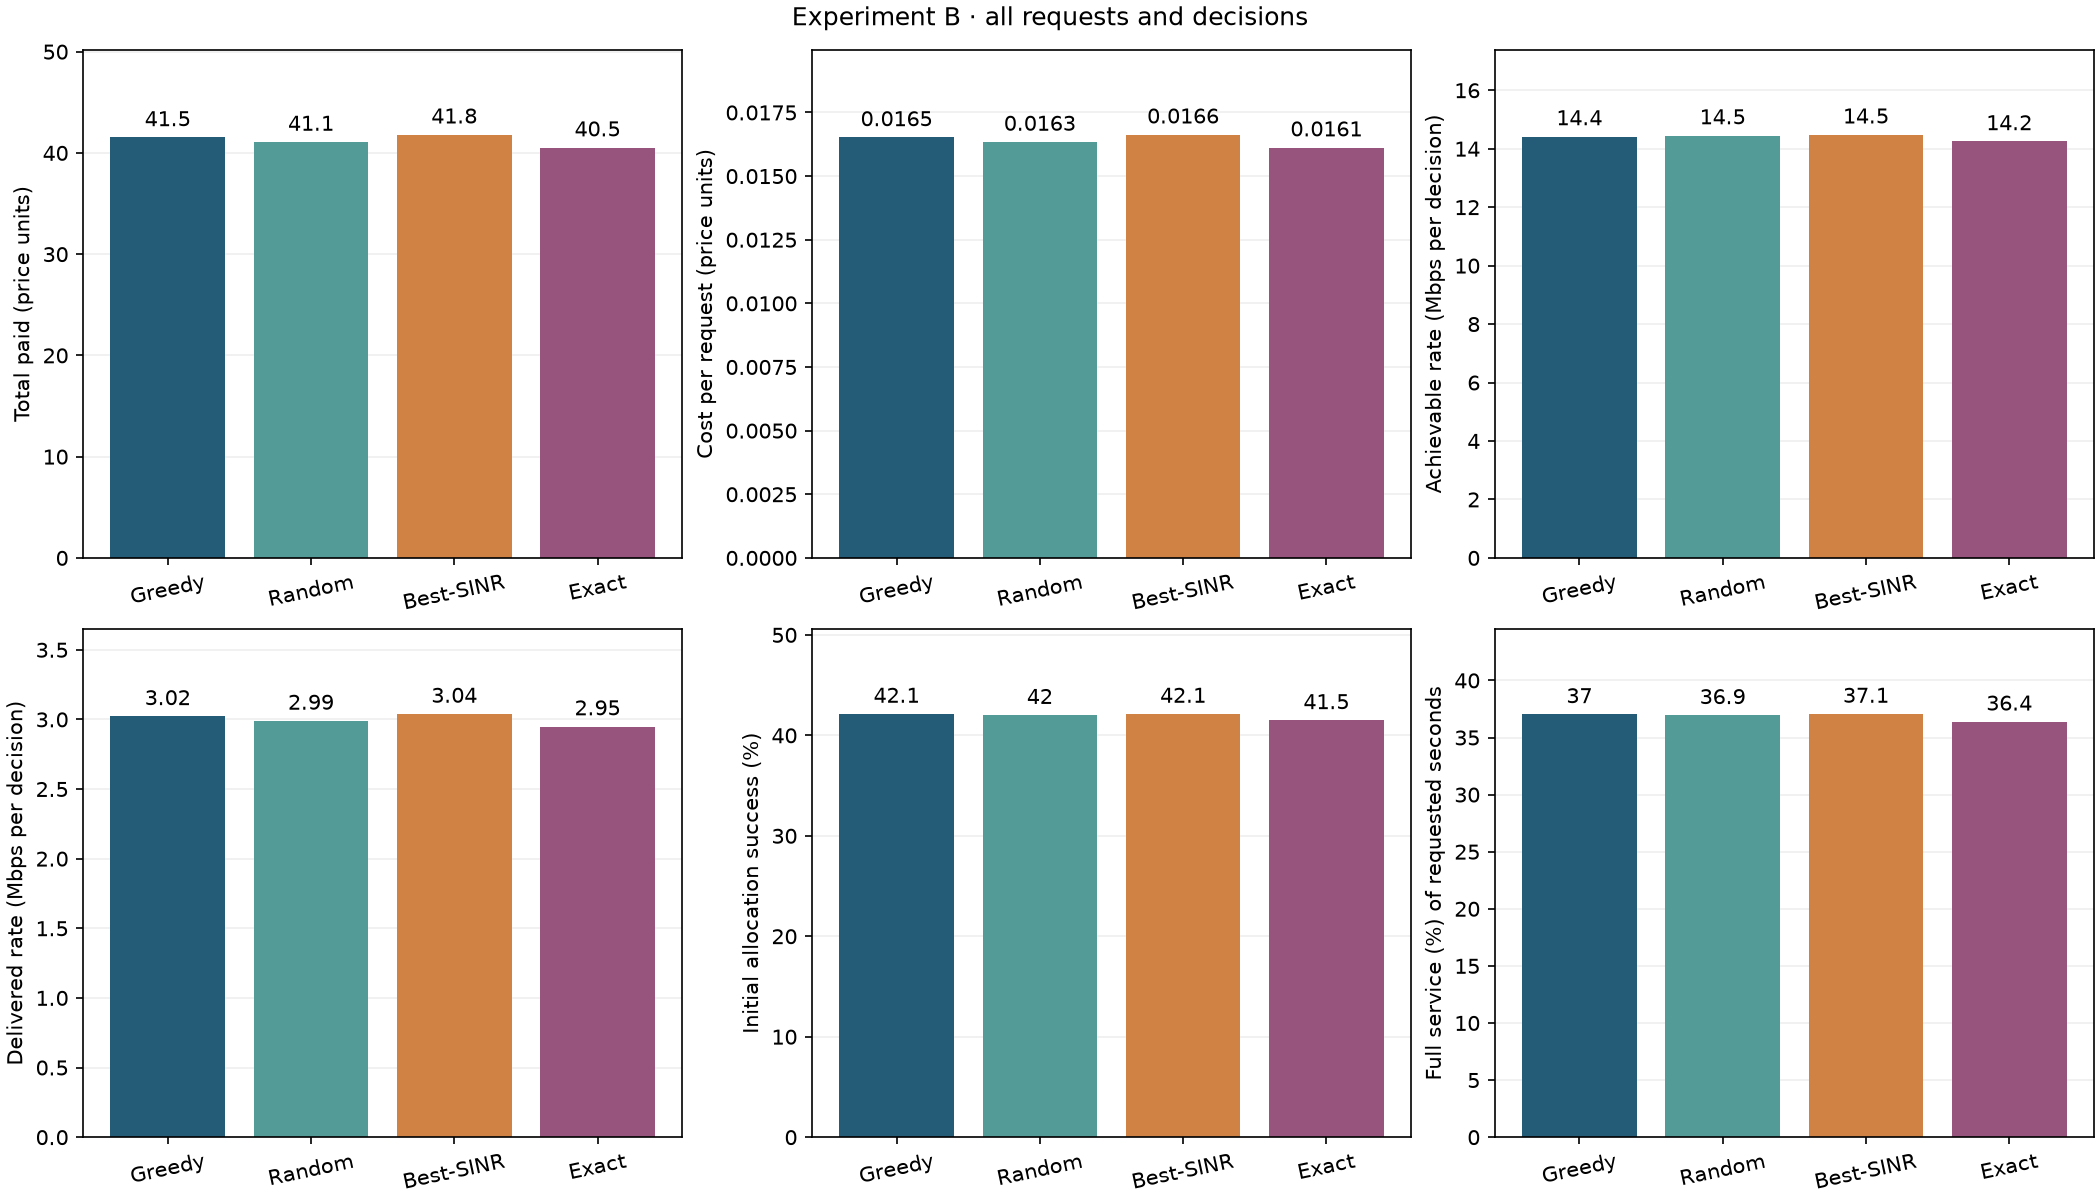 Experiment B · all requests and decisions
Total paid (price units)
50
40
30
20
10
0
41.5
41.1
41.8
40.5
Greedy
Random
Best-SINR
Exact
Cost per request (price units)
0.0175
0.0150
0.0125
0.0100
0.0075
0.0050
0.0025
0.0000
0.0165
0.0163
0.0166
0.0161
Greedy
Random
Best-SINR
Exact
Achievable rate (Mbps per decision)
16
14
12
10
8
6
4
2
0
14.4
14.5
14.5
14.2
Greedy
Random
Best-SINR
Exact
Delivered rate (Mbps per decision)
3.5
3.0
2.5
2.0
1.5
1.0
0.5
0.0
3.02
2.99
3.04
2.95
Greedy
Random
Best-SINR
Exact
Initial allocation success (%)
50
40
30
20
10
0
42.1
42
42.1
41.5
Greedy
Random
Best-SINR
Exact
Full service (%) of requested seconds
40
35
30
25
20
15
10
5
0
37
36.9
37.1
36.4
Greedy
Random
Best-SINR
Exact